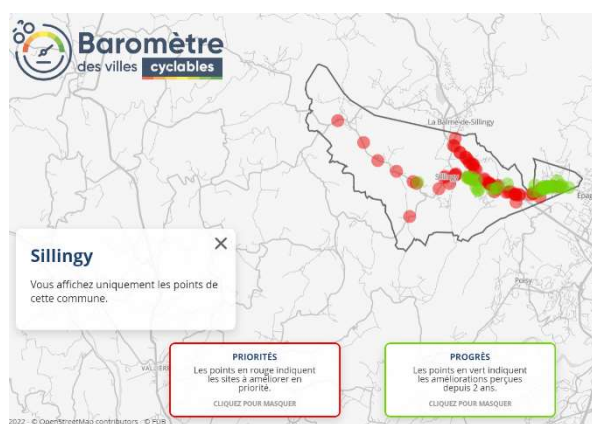 Baromètre
des villes cyclables
La Balme-de-Sillingy
Sillingy
Epag
Poisy
Sillingy
Vous affichez uniquement les points de
cette commune.
PRIORITÉS
Les points en rouge indiquent
les sites à améliorer en
priorité.
CLIQUEZ POUR MASQUER
PROGRÈS
Les points en vert indiquent
les améliorations perçues
depuis 2 ans.
CLIQUEZ POUR MASQUER
2022 - © OpenStreetMap contributors - © FUB